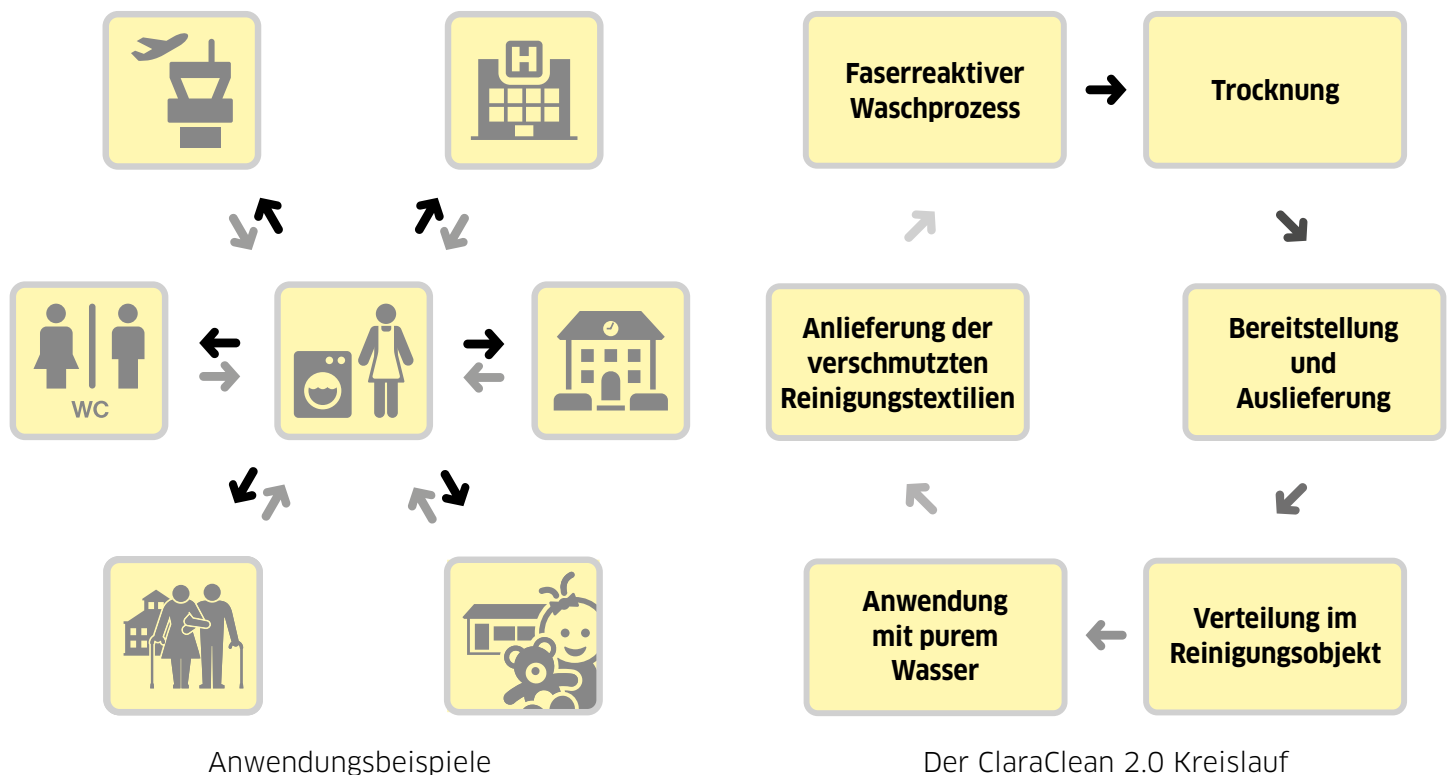 H
WC
Anwendungsbeispiele
Faserreaktiver
Waschprozess
Trocknung
Bereitstellung
und
Auslieferung
Verteilung im
Reinigungsobjekt
Anwendung
mit purem
Wasser
Anlieferung der
verschmutzten
Reinigungstextilien
Der ClaraClean 2.0 Kreislauf